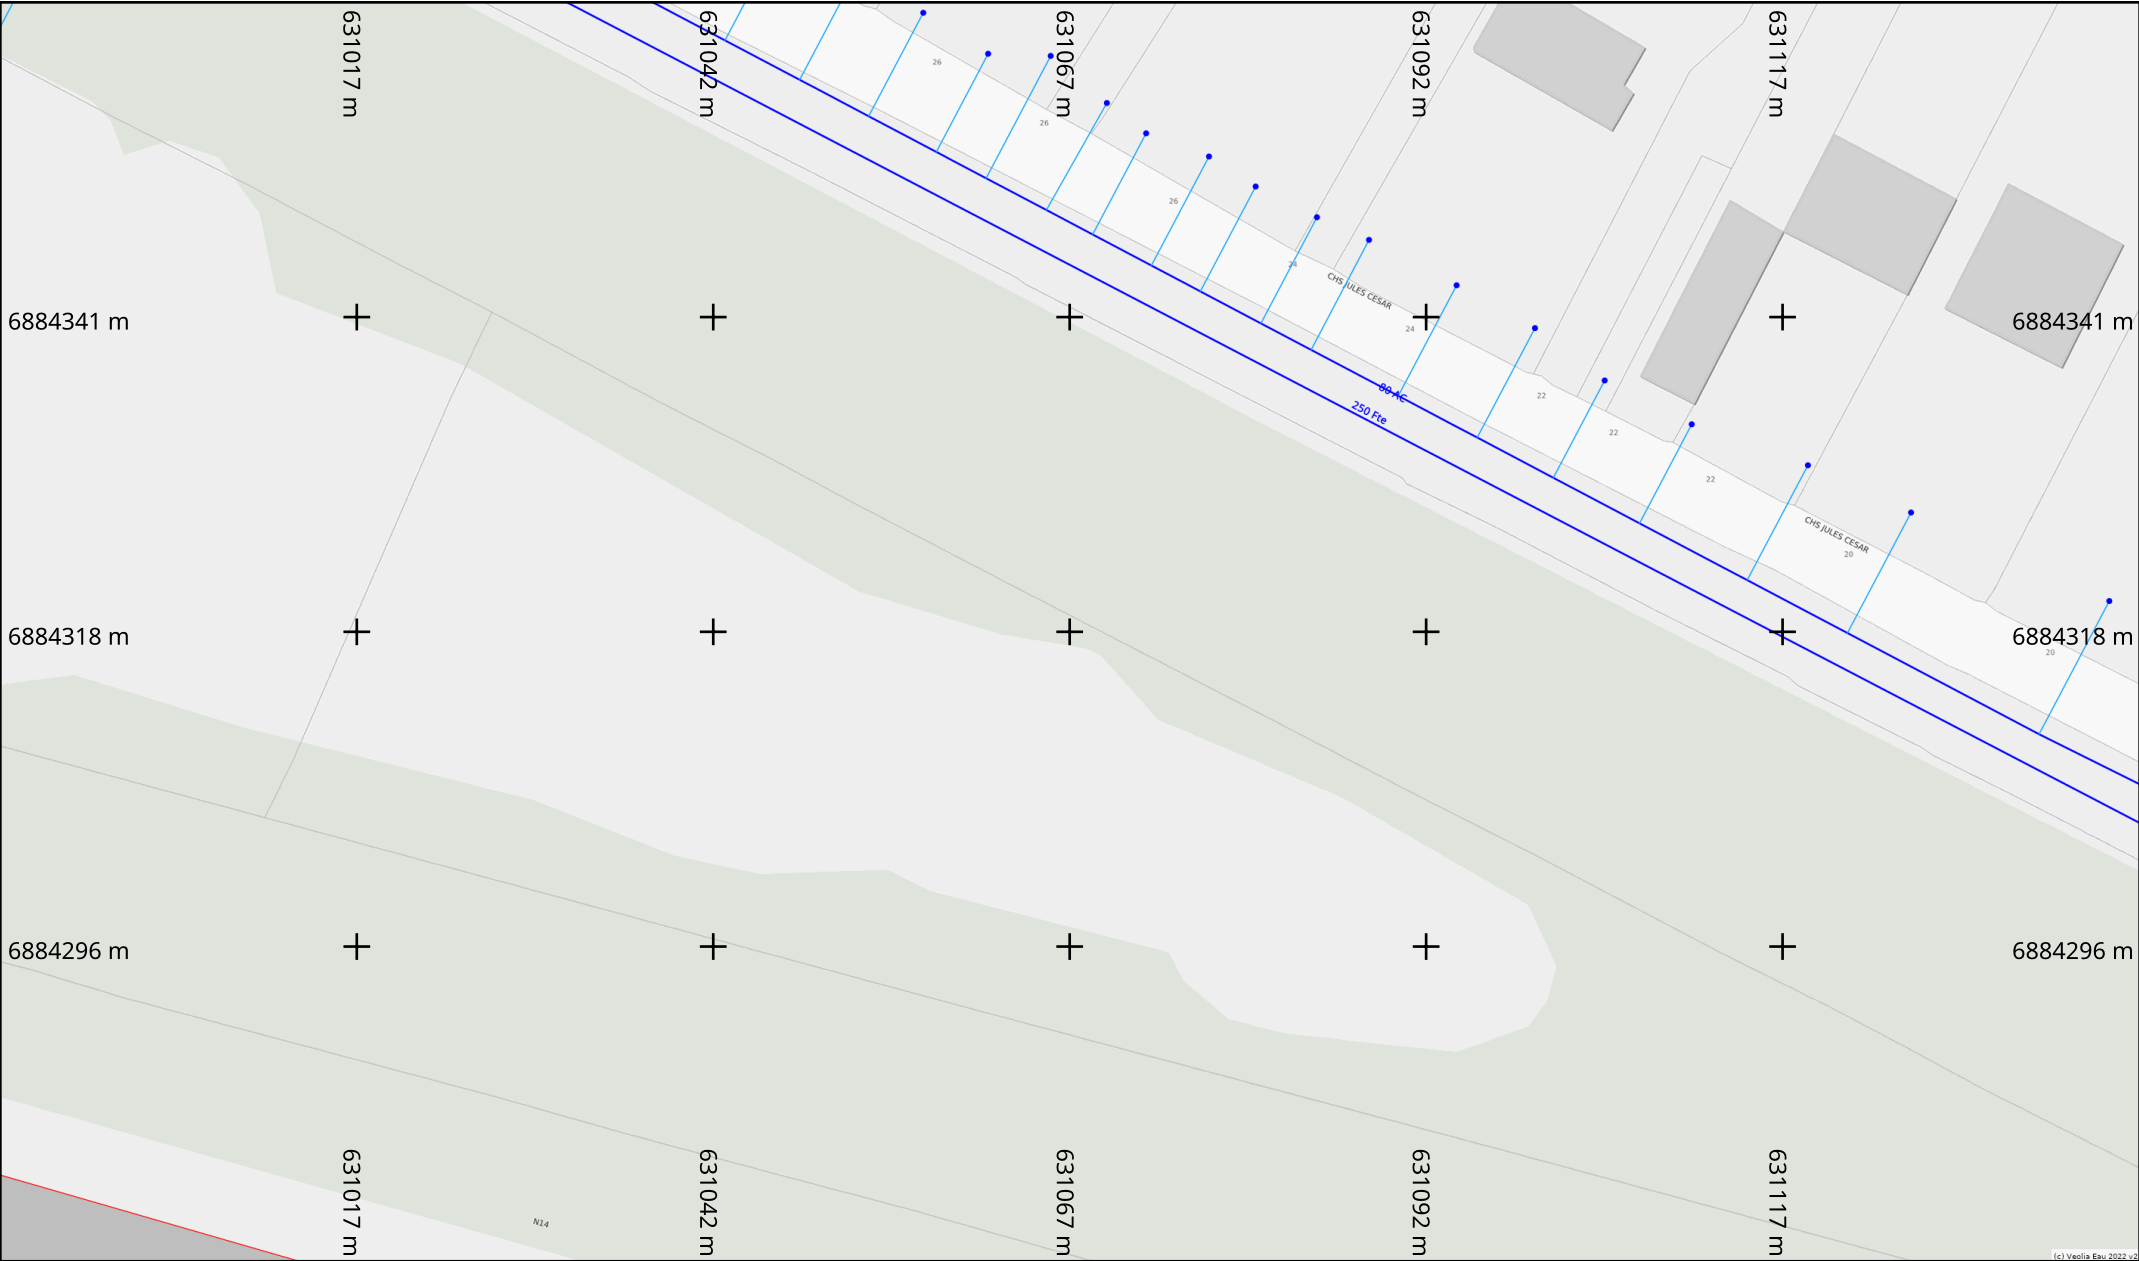 631017 m
631042 m
631067 m
631092 m
631117 m
26
26
26
24
CHS JULES CESAR
24
6884341 m
6884341 m
80 AC
250 Fte
22
22
22
CHS JULES CESAR
20
6884318 m
6884318 m
20
6884296 m
6884296 m
631017 m
631042 m
631067 m
631092 m
631117 m
N14
(c) Veolia Eau 2022 v2